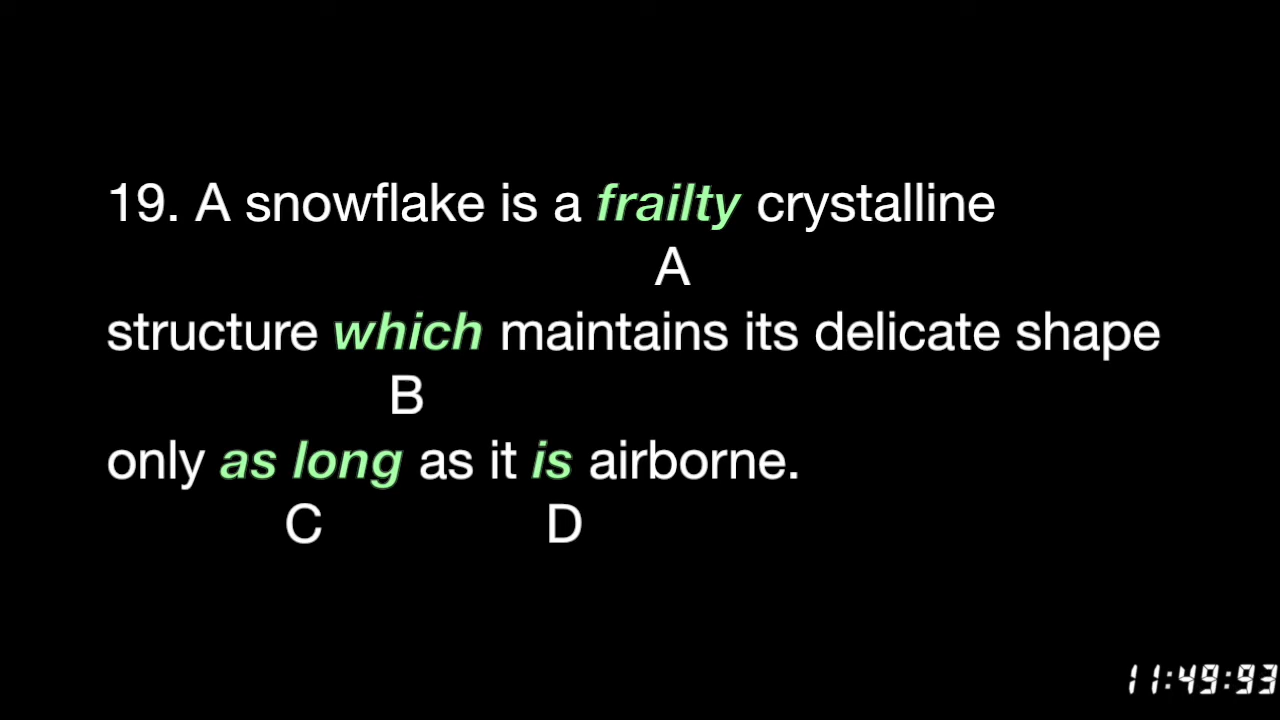 19. A snowflake is a frailty crystalline
A
structure which maintains its delicate shape
B
only as long as it is airborne.
C D
11:49:93